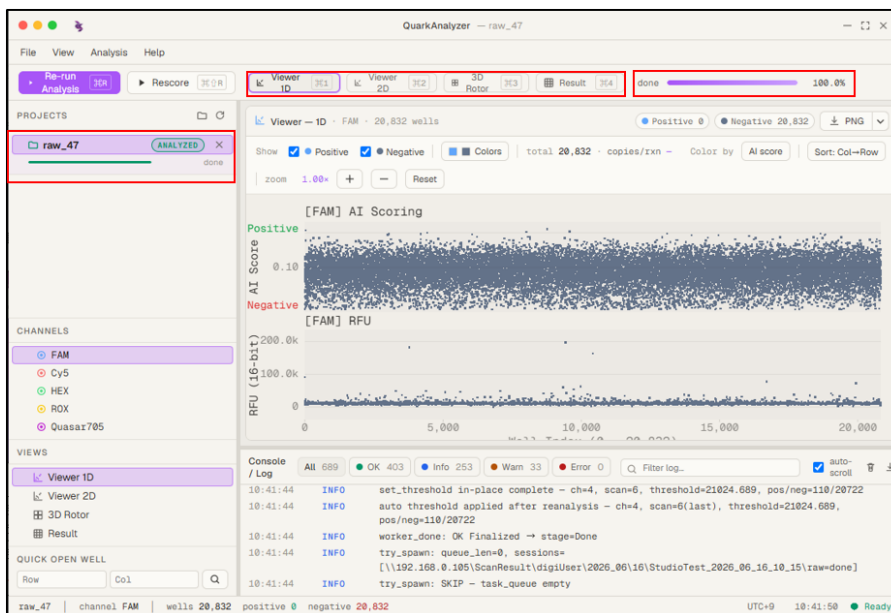 QuarkAnalyzer — raw_47
File View Analysis Help
Re-run Analysis ⌘R
Rescore ⌘⇧R
Viewer 1D ⌘1
Viewer 2D ⌘2
3D Rotor ⌘3
Result ⌘4
done 100.0%
PROJECTS
raw_47 ANALYZED ×
done
Viewer — 1D · FAM · 20,832 wells
Positive 0
Negative 20,832
PNG
Show Positive Negative Colors total 20,832 · copies/rxn — Color by AI score Sort: Col→Row
zoom 1.00× + − Reset
[FAM] AI Scoring
Positive
0.10
Negative
AI Score
[FAM] RFU
200.0k
100.0k
0
RFU (16-bit)
0 5,000 10,000 15,000 20,000
CHANNELS
FAM
Cy5
HEX
ROX
Quasar705
VIEWS
Viewer 1D
Viewer 2D
3D Rotor
Result
QUICK OPEN WELL
Row Col
Console / Log
All 689 OK 403 Info 253 Warn 33 Error 0 Filter log… auto-scroll
10:41:44 INFO set_threshold in-place complete — ch=4, scan=6, threshold=21024.689, pos/neg=110/20722
10:41:44 INFO auto threshold applied after reanalysis — ch=4, scan=6(last), threshold=21024.689,
pos/neg=110/20722
10:41:44 INFO worker_done: OK Finalized → stage=Done
10:41:44 INFO try_spawn: queue_len=0, sessions=
[\\192.168.0.105\ScanResult\digiUser\2026_06\16\StudioTest_2026_06_16_10_15\raw=done]
10:41:44 INFO try_spawn: SKIP — task_queue empty
raw_47 channel FAM wells 20,832 positive 0 negative 20,832 UTC+9 10:41:50 Ready